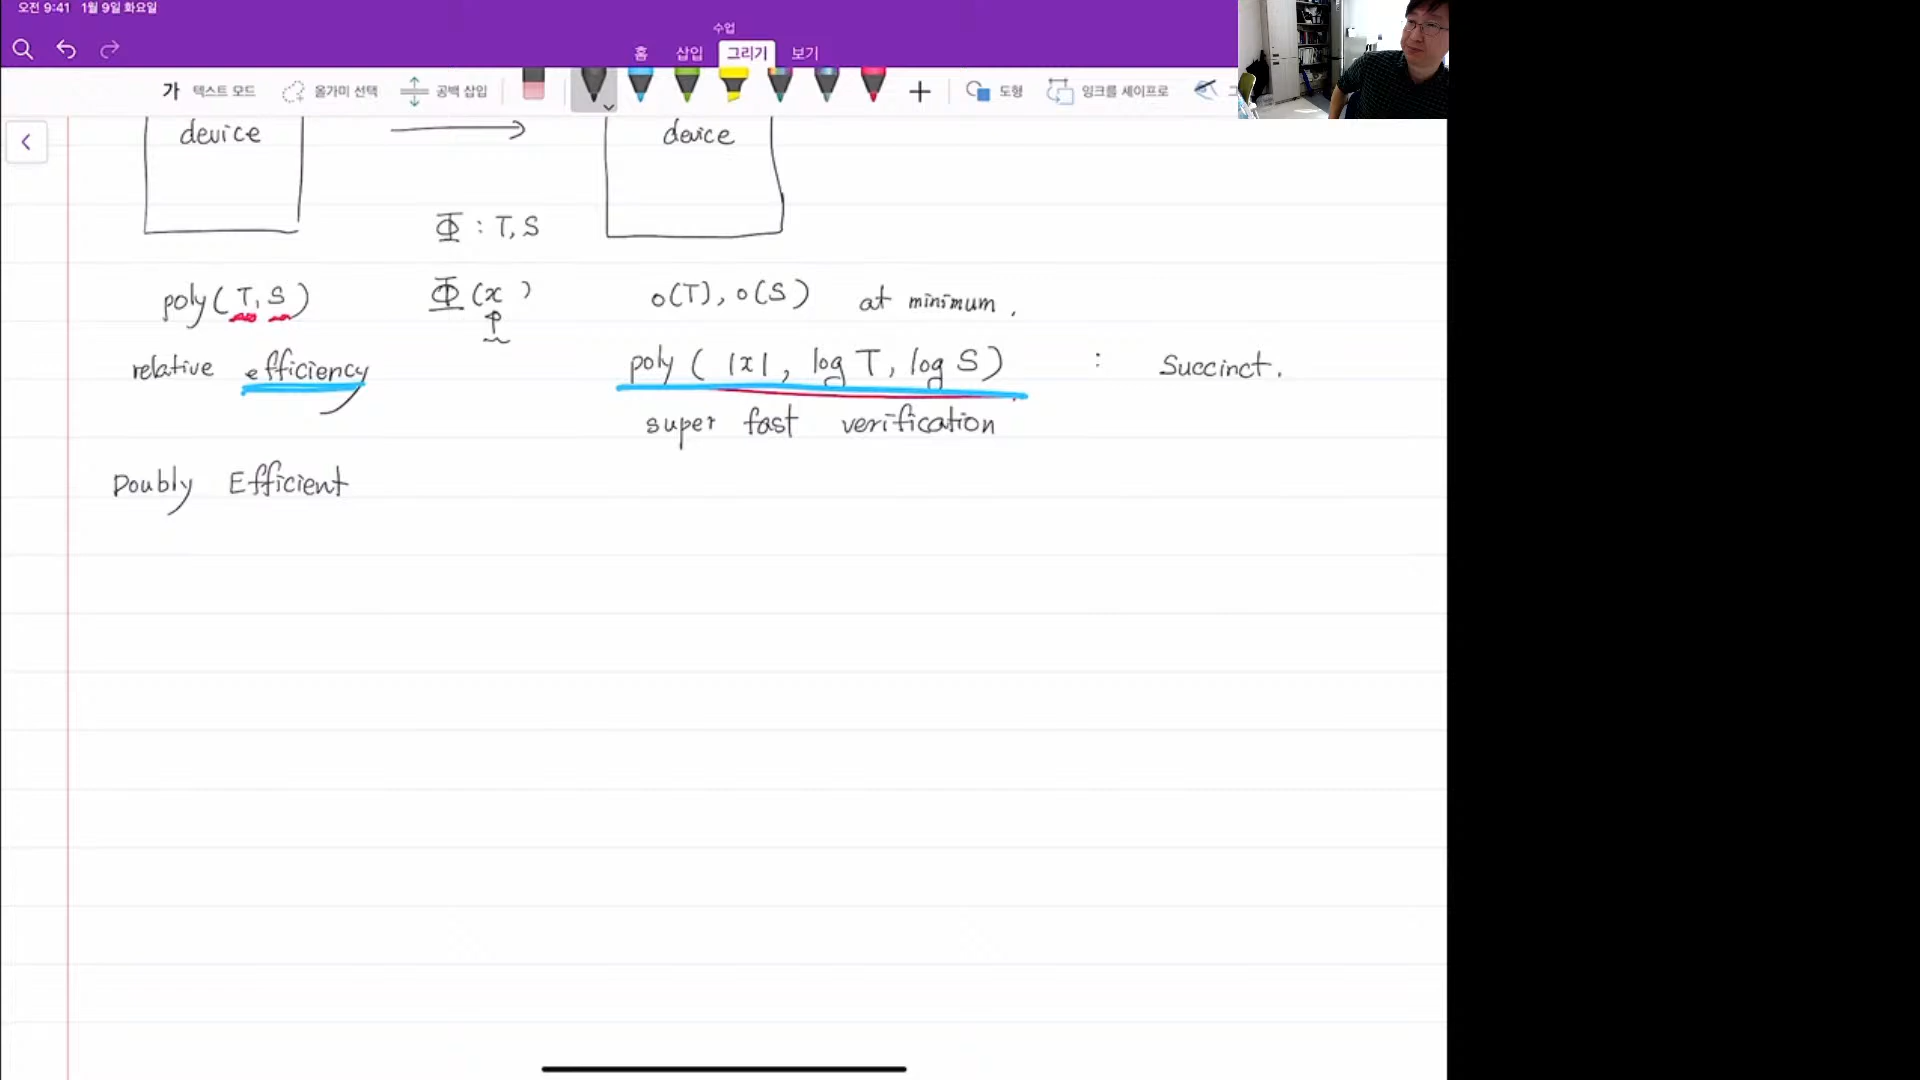 오전 9:41 1월 9일 화요일
수업
홈 삽입 그리기 보기
가 텍스트 모드 올가미 선택 공백 삽입 도형 잉크를 셰이프로
device device
Φ : T, S
poly( T, S ) Φ (x ) o(T), o(S) at minimum.
relative efficiency poly ( |x|, log T, log S ) : Succinct.
super fast verification
Doubly Efficient